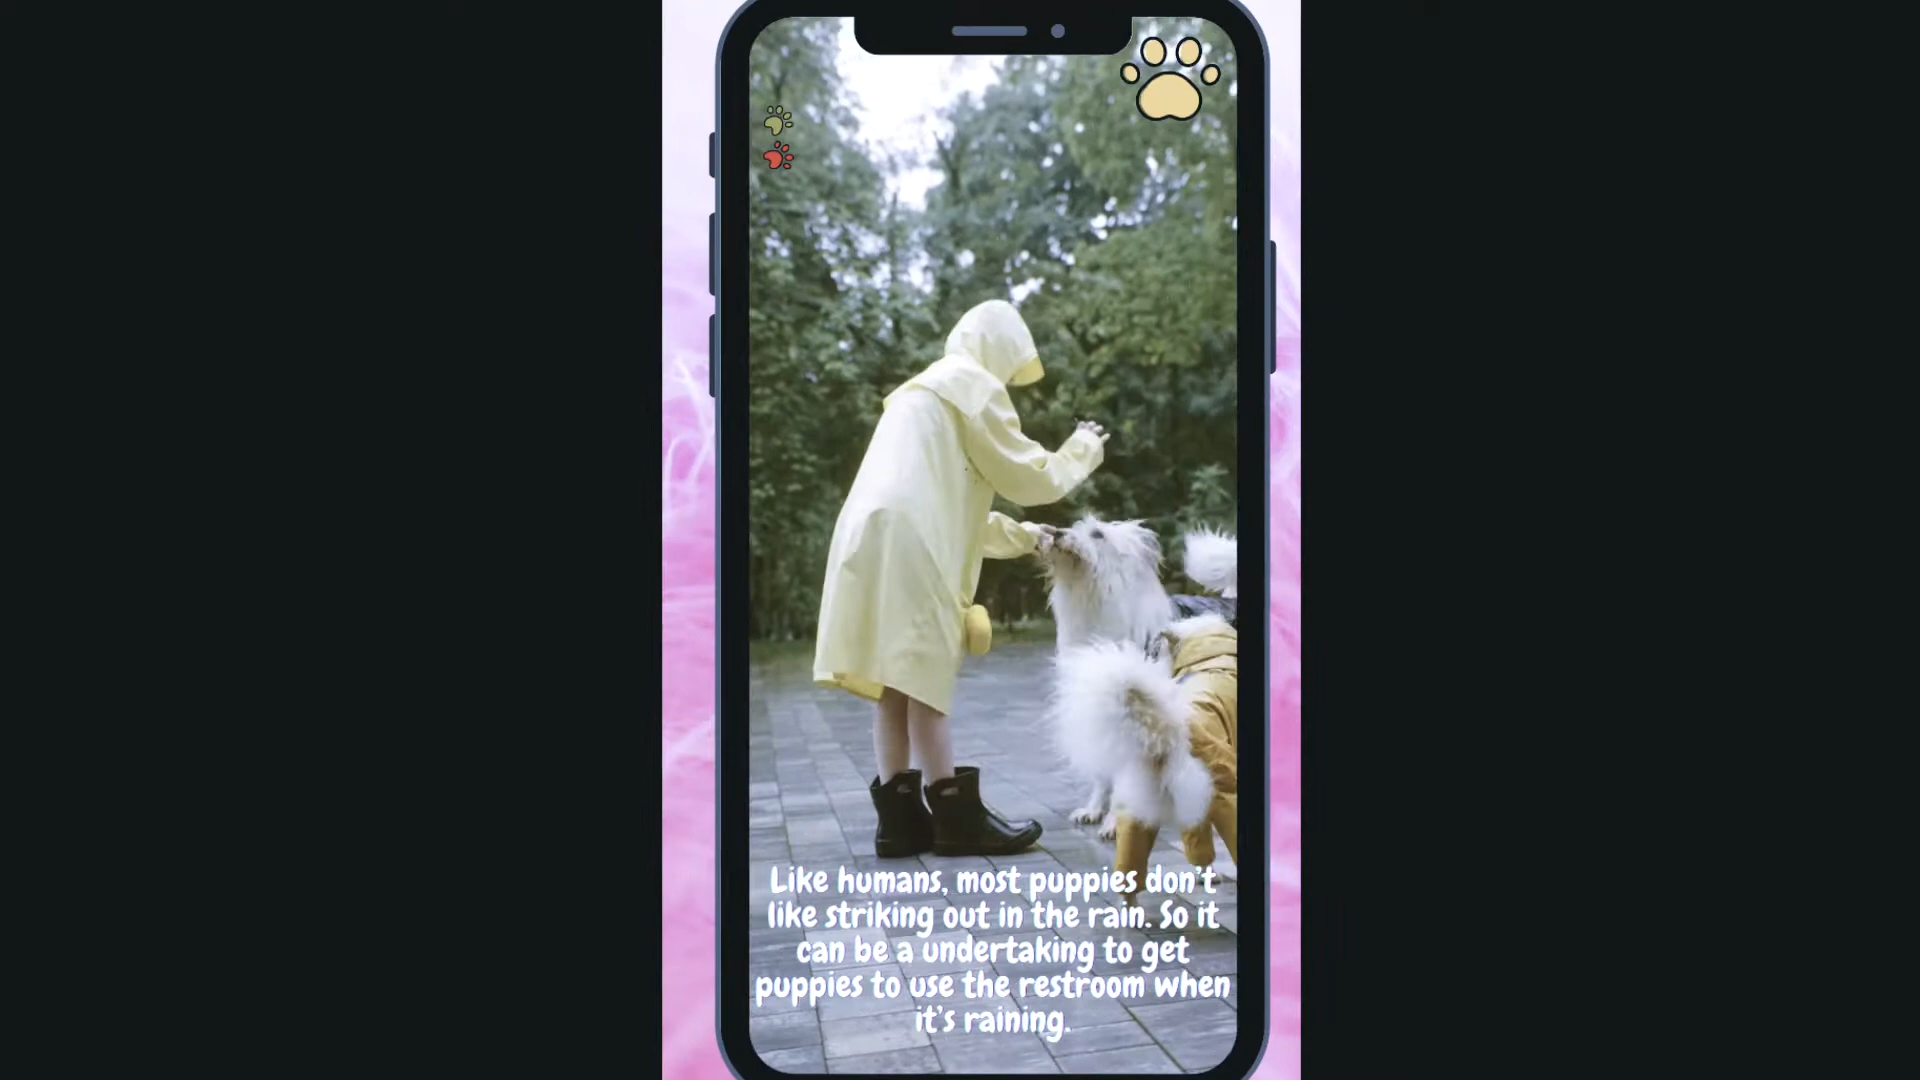 Like humans, most puppies don't
like striking out in the rain. So it
can be a undertaking to get
puppies to use the restroom when
it's raining.